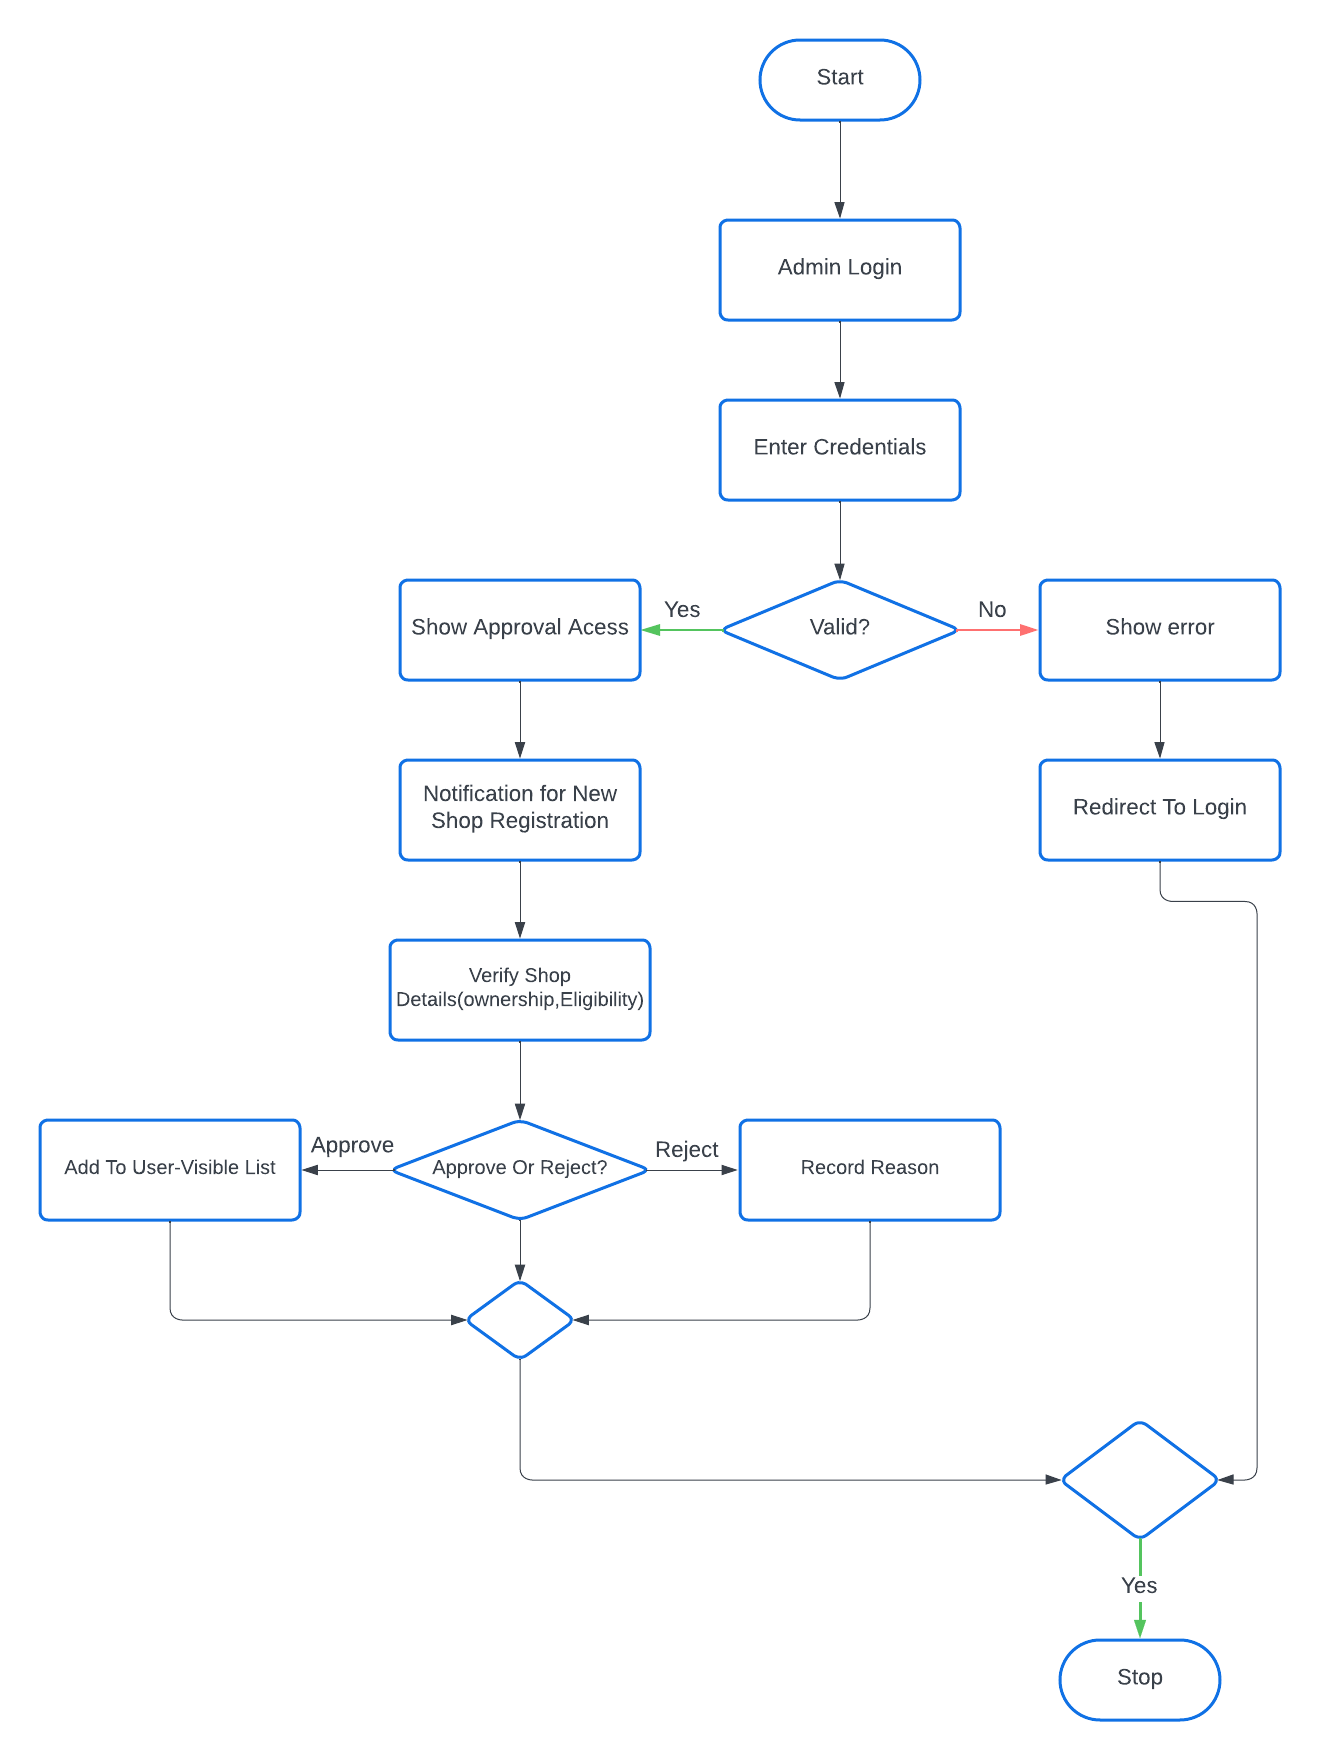 Start
Admin Login
Enter Credentials
Show Approval Acess
Yes
Valid?
No
Show error
Notification for New
Shop Registration
Redirect To Login
Verify Shop
Details(ownership,Eligibility)
Add To User-Visible List
Approve
Approve Or Reject?
Reject
Record Reason
Yes
Stop